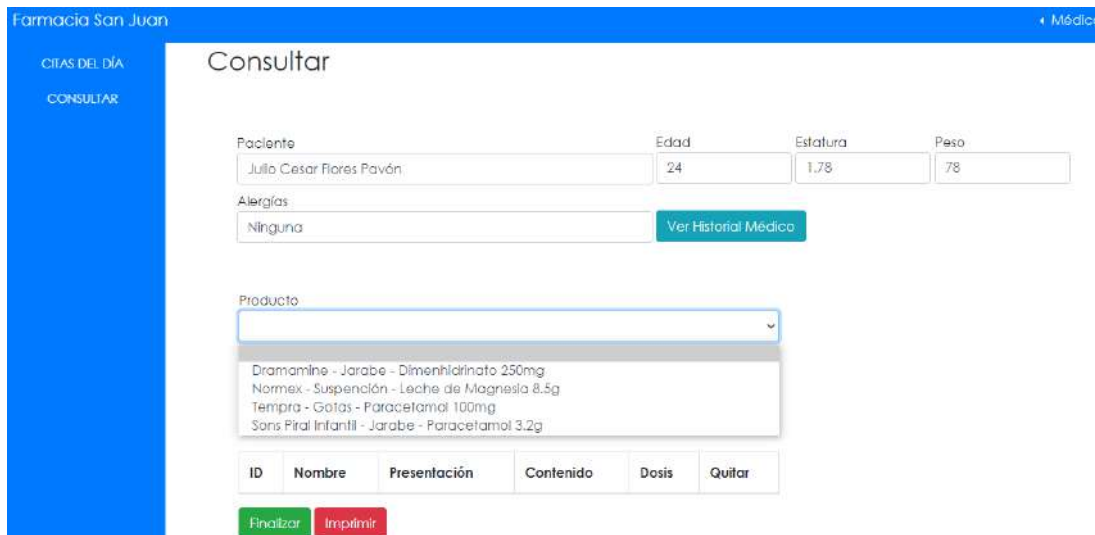 Farmacia San Juan
CITAS DEL DÍA
CONSULTAR
Consultar
Paciente Edad Estatura Peso
Julio Cesar Flores Pavón 24 1.78 78
Alergías
Ninguna Ver Historial Médico
Producto
Dramamine - Jarabe - Dimenhidrinato 250mg
Normex - Suspención - Leche de Magnesia 8.5g
Tempra - Gotas - Paracetamol 100mg
Sons Piral Infantil - Jarabe - Paracetamol 3.2g
ID Nombre Presentación Contenido Dosis Quitar
Finalizar Imprimir